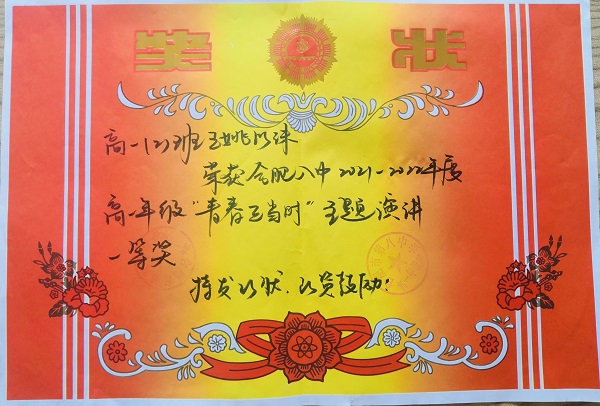 奖状
高一(2)班王姚以沫
荣获合肥八中2021-2022年度
高一年级“青春正当时”主题演讲
一等奖
特发此状，以资鼓励！